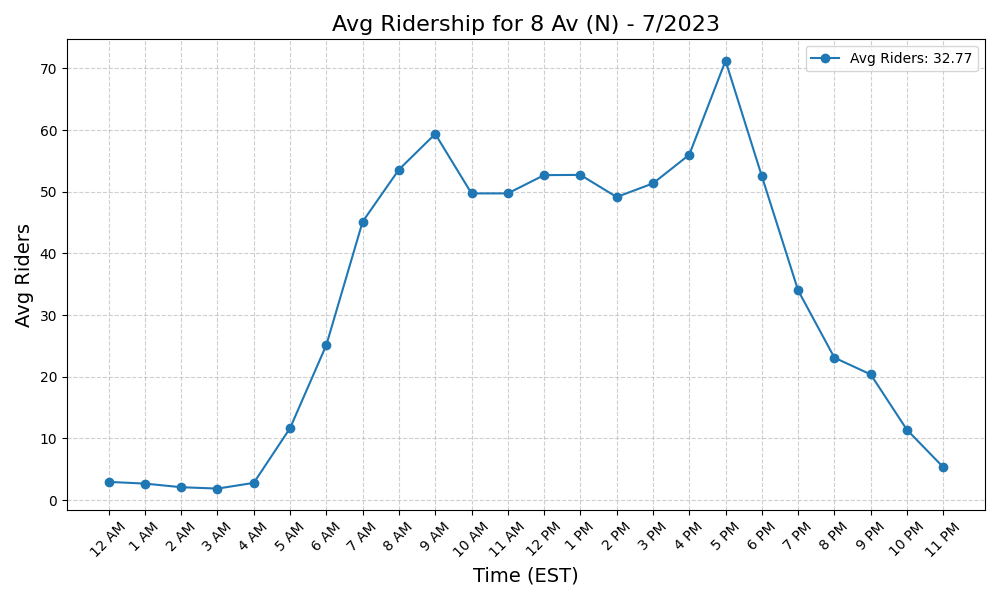 Avg Ridership for 8 Av (N) - 7/2023
Avg Riders: 32.77
Avg Riders
70
60
50
40
30
20
10
0
12 AM
1 AM
2 AM
3 AM
4 AM
5 AM
6 AM
7 AM
8 AM
9 AM
10 AM
11 AM
12 PM
1 PM
2 PM
3 PM
4 PM
5 PM
6 PM
7 PM
8 PM
9 PM
10 PM
11 PM
Time (EST)